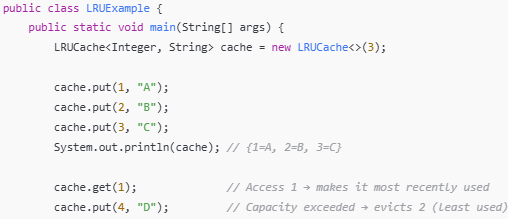 public class LRUExample {
    public static void main(String[] args) {
        LRUCache<Integer, String> cache = new LRUCache<>(3);

        cache.put(1, "A");
        cache.put(2, "B");
        cache.put(3, "C");
        System.out.println(cache); // {1=A, 2=B, 3=C}

        cache.get(1);              // Access 1 → makes it most recently used
        cache.put(4, "D");         // Capacity exceeded → evicts 2 (least used)